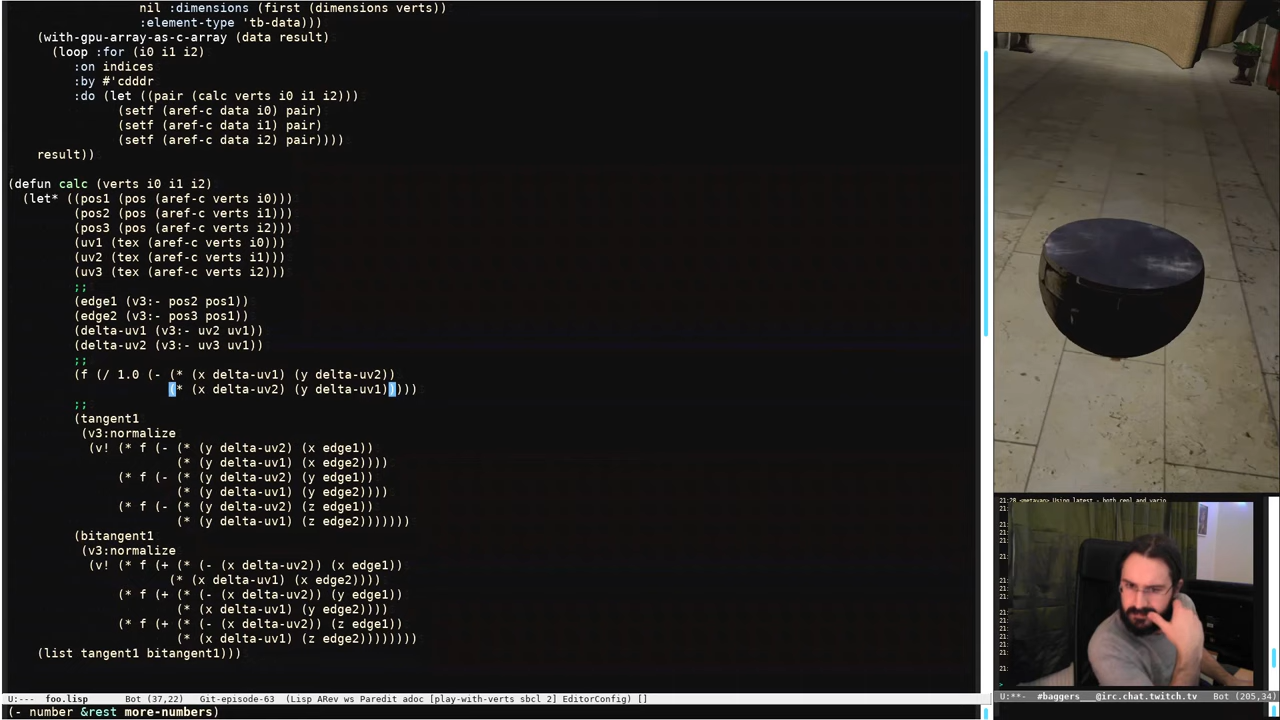 nil :dimensions (first (dimensions verts))
:element-type 'tb-data)))
(with-gpu-array-as-c-array (data result)
(loop :for (i0 i1 i2)
:on indices
:by #'cdddr
:do (let ((pair (calc verts i0 i1 i2)))
(setf (aref-c data i0) pair)
(setf (aref-c data i1) pair)
(setf (aref-c data i2) pair))))
result))
(defun calc (verts i0 i1 i2)
(let* ((pos1 (pos (aref-c verts i0)))
(pos2 (pos (aref-c verts i1)))
(pos3 (pos (aref-c verts i2)))
(uv1 (tex (aref-c verts i0)))
(uv2 (tex (aref-c verts i1)))
(uv3 (tex (aref-c verts i2)))
;;
(edge1 (v3:- pos2 pos1))
(edge2 (v3:- pos3 pos1))
(delta-uv1 (v3:- uv2 uv1))
(delta-uv2 (v3:- uv3 uv1))
;;
(f (/ 1.0 (- (* (x delta-uv1) (y delta-uv2))
(* (x delta-uv2) (y delta-uv1)))))
;;
(tangent1
(v3:normalize
(v! (* f (- (* (y delta-uv2) (x edge1))
(* (y delta-uv1) (x edge2))))
(* f (- (* (y delta-uv2) (y edge1))
(* (y delta-uv1) (y edge2))))
(* f (- (* (y delta-uv2) (z edge1))
(* (y delta-uv1) (z edge2)))))))
(bitangent1
(v3:normalize
(v! (* f (+ (* (- (x delta-uv2)) (x edge1))
(* (x delta-uv1) (x edge2))))
(* f (+ (* (- (x delta-uv2)) (y edge1))
(* (x delta-uv1) (y edge2))))
(* f (+ (* (- (x delta-uv2)) (z edge1))
(* (x delta-uv1) (z edge2))))))))
(list tangent1 bitangent1)))
U:--- foo.lisp Bot (37,22) Git-episode-63 (Lisp ARev ws Paredit adoc [play-with-verts sbcl 2] EditorConfig) []
(- number &rest more-numbers)
U:**- #baggers___@irc.chat.twitch.tv Bot (205,34)